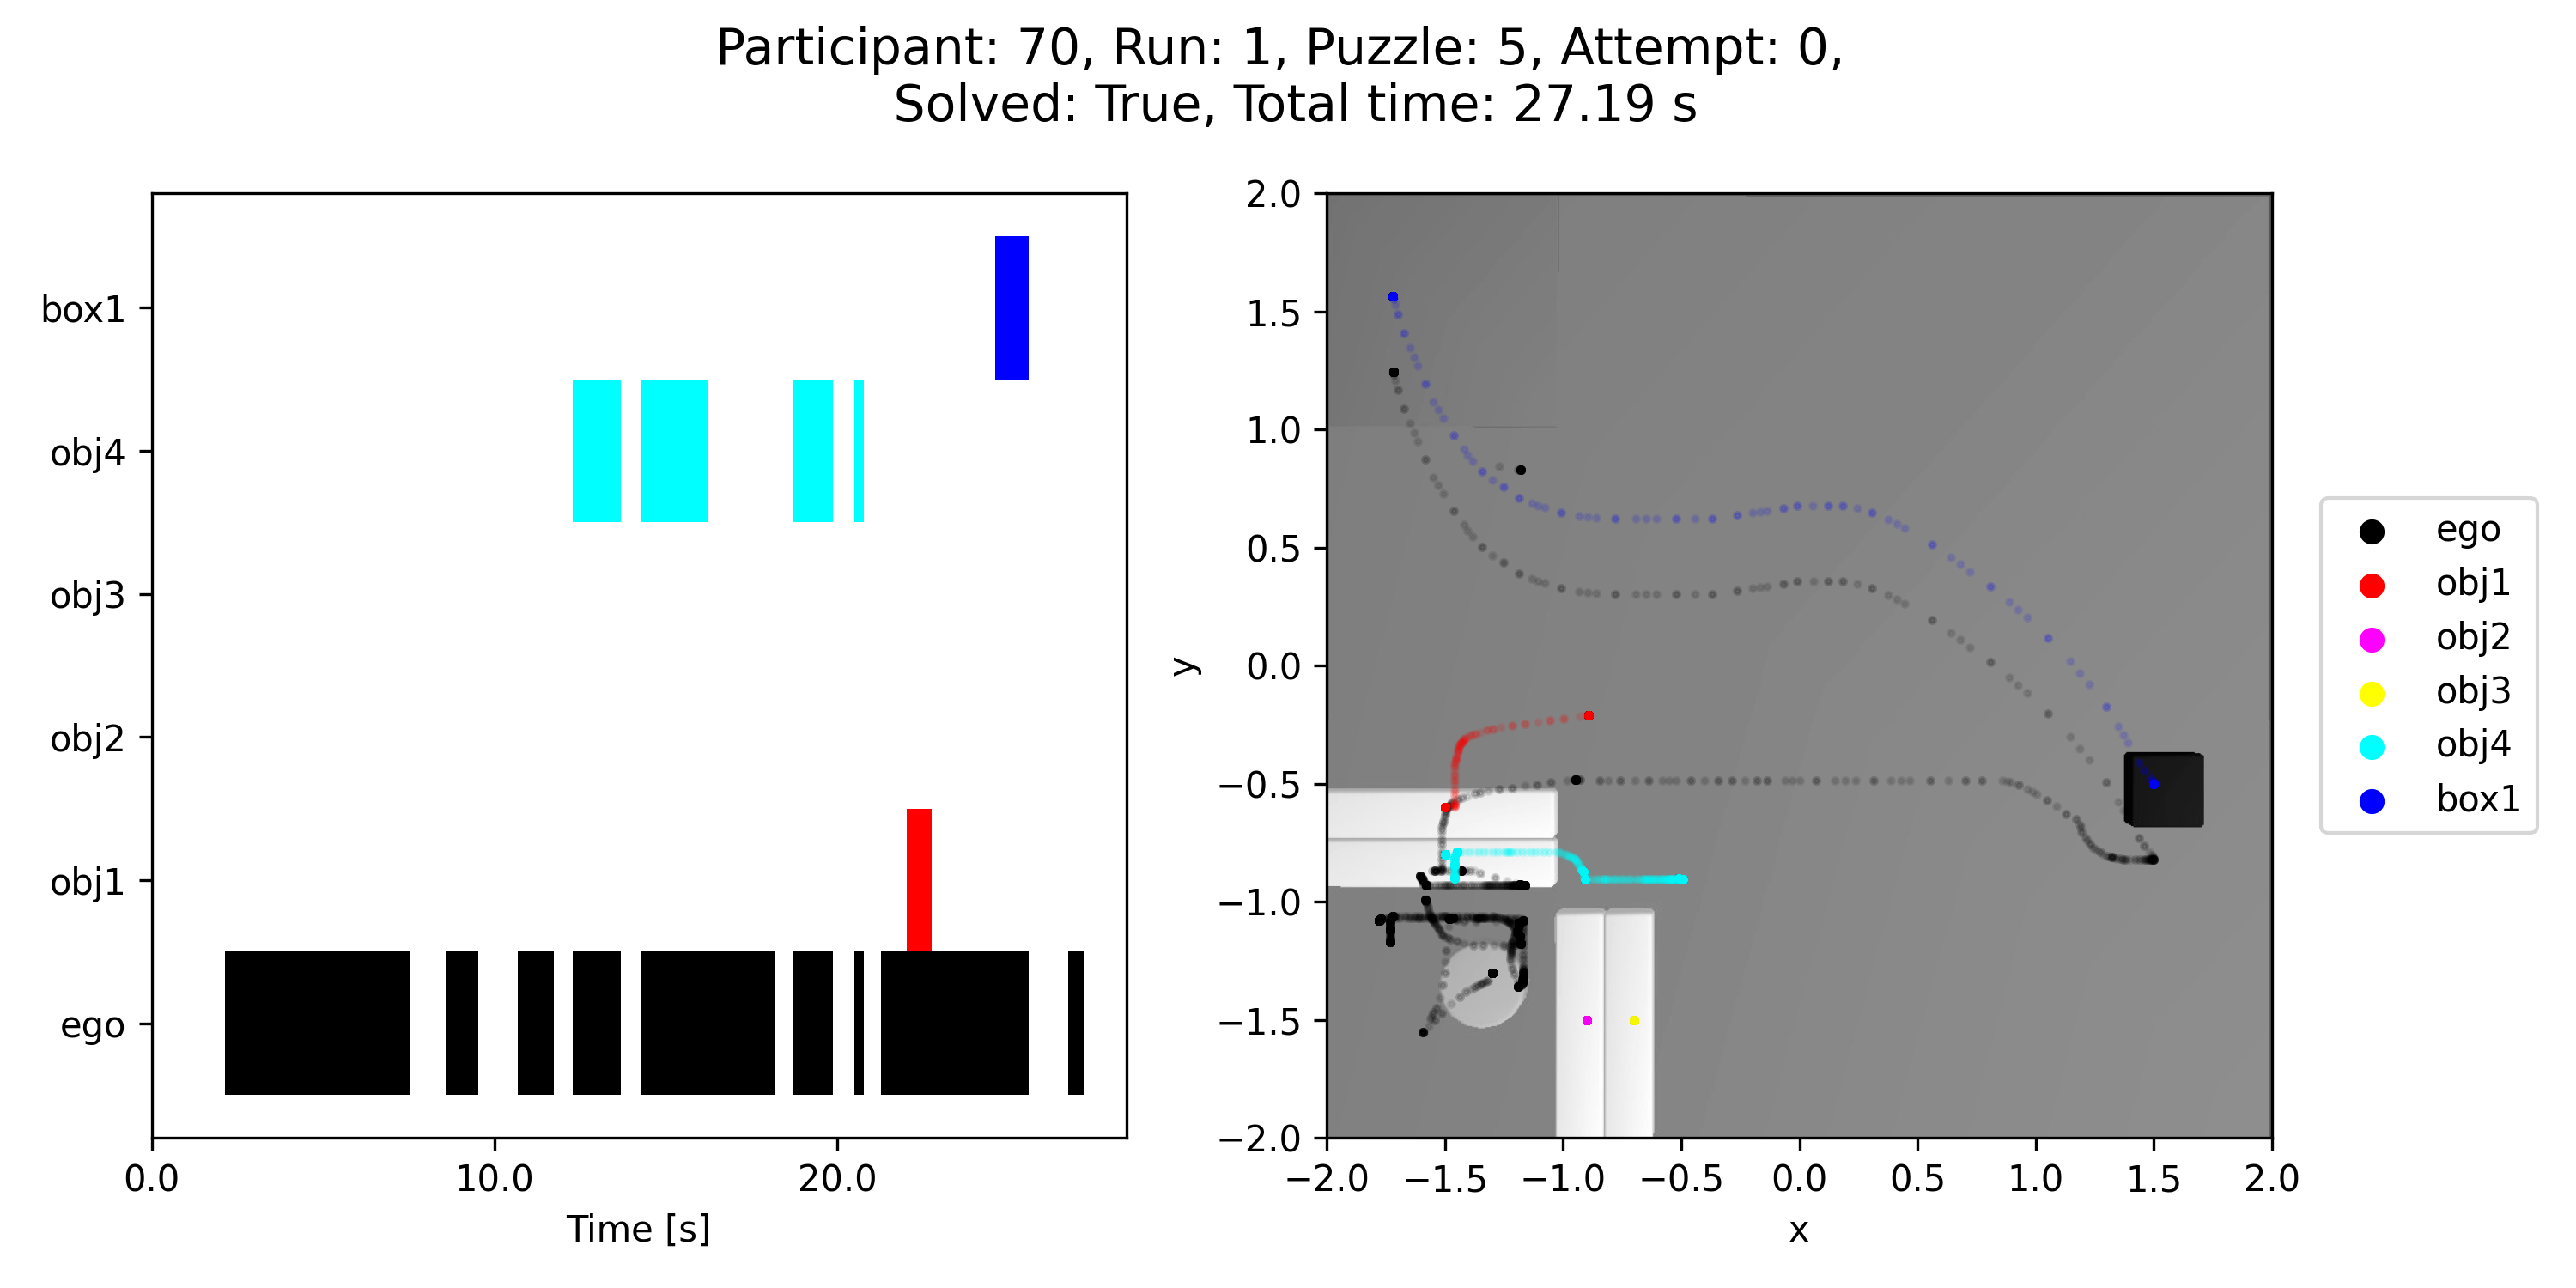 Participant: 70, Run: 1, Puzzle: 5, Attempt: 0,
Solved: True, Total time: 27.19 s
box1
obj4
obj3
obj2
obj1
ego
0.0
10.0
20.0
Time [s]
2.0
1.5
1.0
0.5
0.0
−0.5
−1.0
−1.5
−2.0
y
−2.0
−1.5
−1.0
−0.5
0.0
0.5
1.0
1.5
2.0
x
ego
obj1
obj2
obj3
obj4
box1